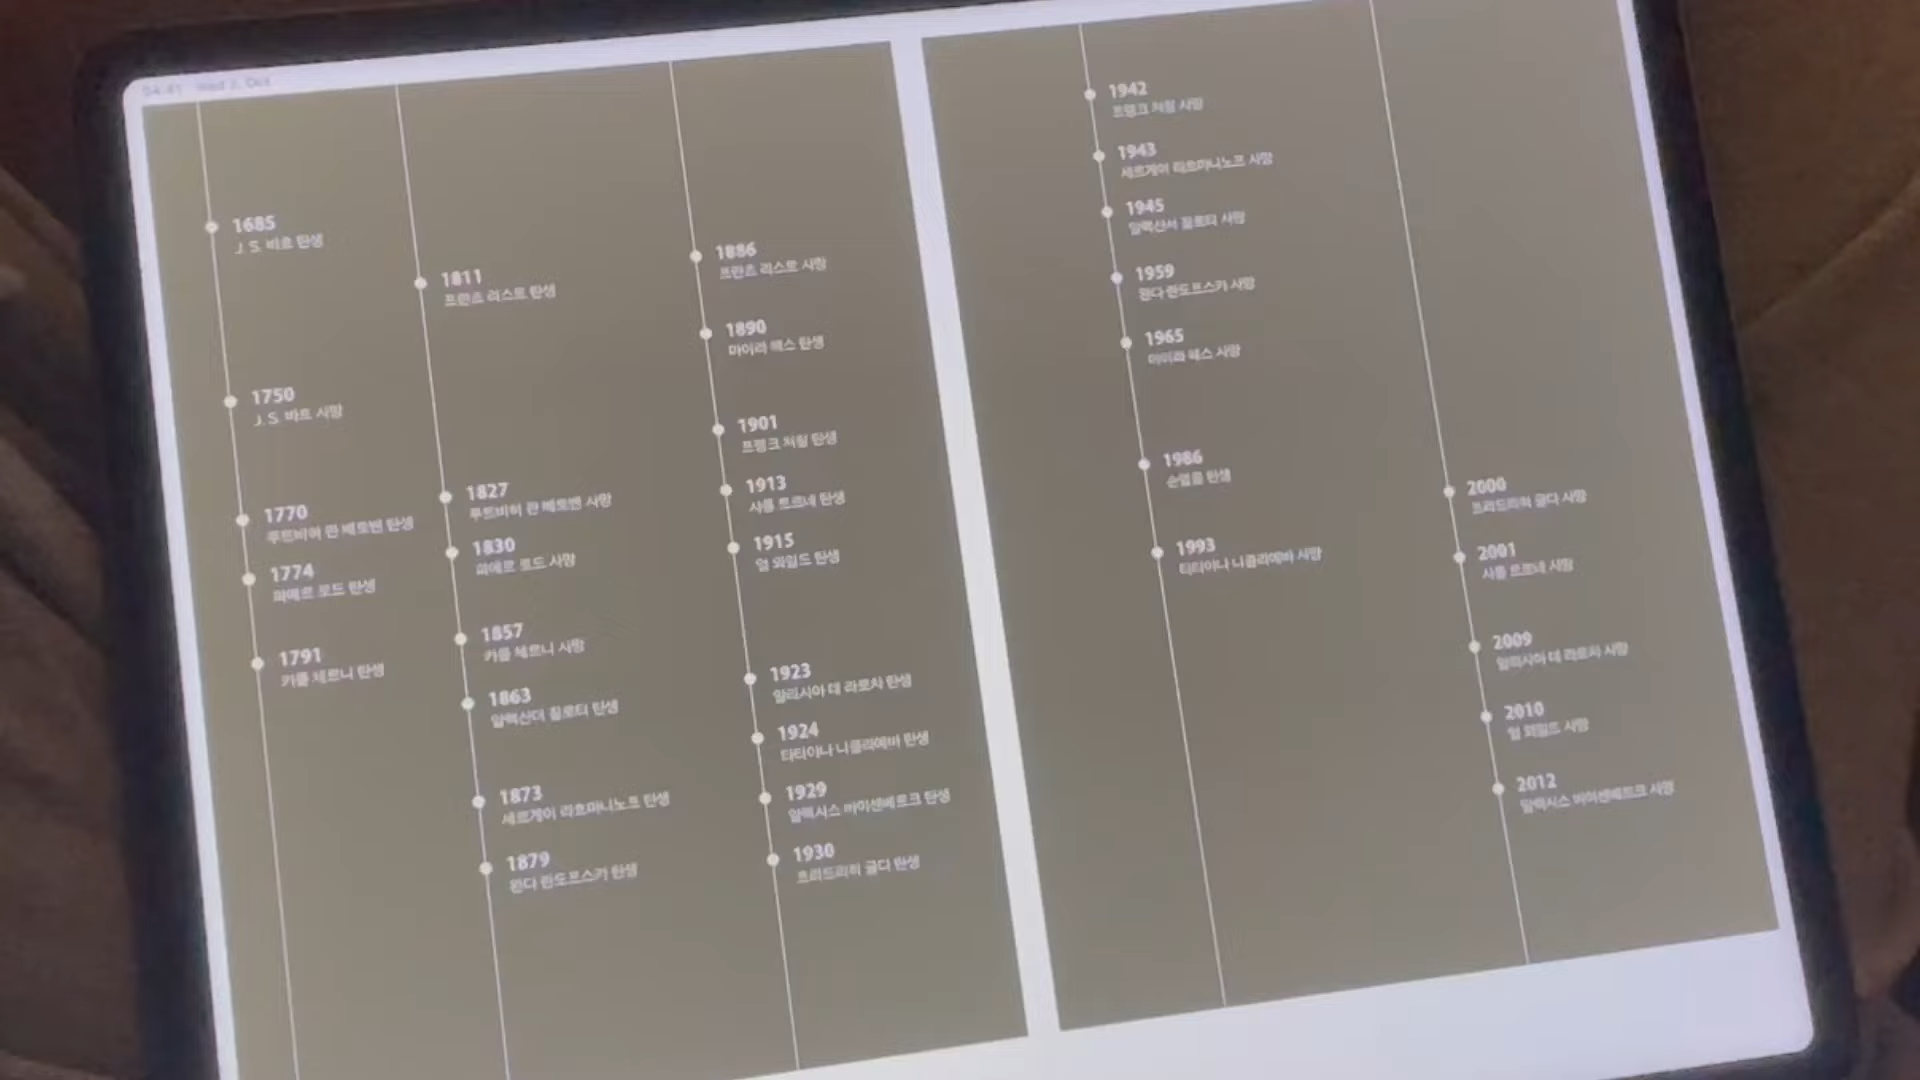 04:41 Wed 2. Oct
1685
J. S. 바흐 탄생
1750
J. S. 바흐 사망
1770
루트비히 판 베토벤 탄생
1774
피에르 로드 탄생
1791
카를 체르니 탄생
1811
프란츠 리스트 탄생
1827
루트비히 판 베토벤 사망
1830
피에르 로드 사망
1857
카를 체르니 사망
1863
알렉산더 질로티 탄생
1873
세르게이 라흐마니노프 탄생
1879
완다 란도프스카 탄생
1886
프란츠 리스트 사망
1890
마이라 헤스 탄생
1901
프랭크 처칠 탄생
1913
샤를 트르네 탄생
1915
얼 와일드 탄생
1923
알리시아 데 라로차 탄생
1924
타티아나 니콜라예바 탄생
1929
알렉시스 바이센베르크 탄생
1930
프리드리히 굴다 탄생
1942
프랭크 처칠 사망
1943
세르게이 라흐마니노프 사망
1945
알렉산더 질로티 사망
1959
완다 란도프스카 사망
1965
마이라 헤스 사망
1986
손열음 탄생
1993
타티아나 니콜라예바 사망
2000
프리드리히 굴다 사망
2001
샤를 트르네 사망
2009
알리시아 데 라로차 사망
2010
얼 와일드 사망
2012
알렉시스 바이센베르크 사망